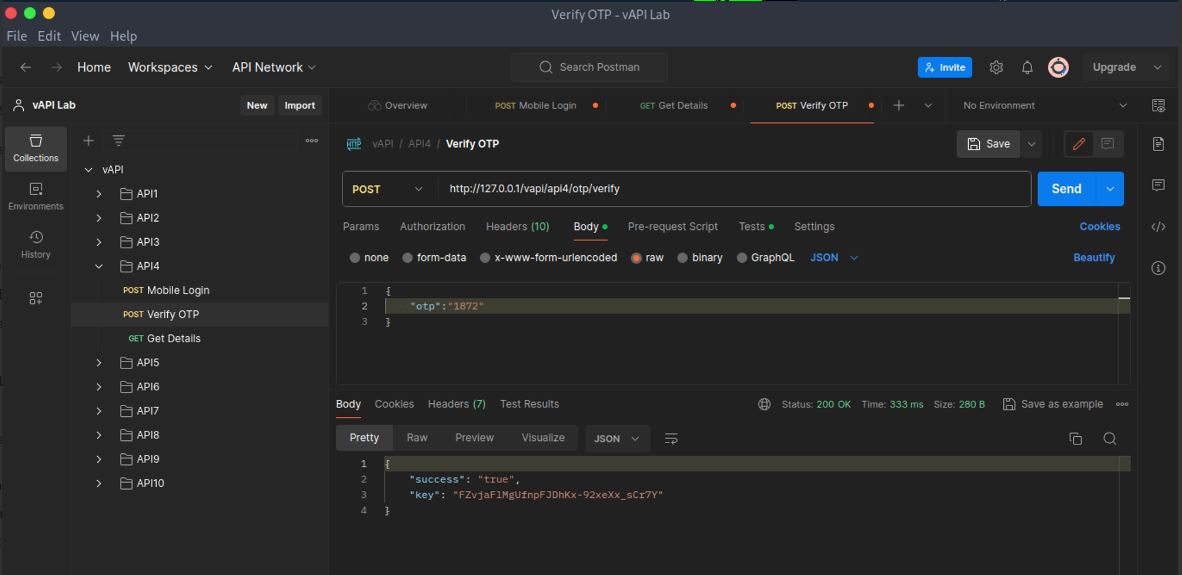 Verify OTP - vAPI Lab
File Edit View Help
Home Workspaces API Network Search Postman Invite Upgrade
vAPI Lab New Import Overview POST Mobile Login GET Get Details POST Verify OTP No Environment
Collections
Environments
History
vAPI
API1
API2
API3
API4
POST Mobile Login
POST Verify OTP
GET Get Details
API5
API6
API7
API8
API9
API10
HTTP vAPI / API4 / Verify OTP Save
POST http://127.0.0.1/vapi/api4/otp/verify Send
Params Authorization Headers (10) Body Pre-request Script Tests Settings Cookies
none form-data x-www-form-urlencoded raw binary GraphQL JSON Beautify
1 {
2 "otp":"1872"
3 }
Body Cookies Headers (7) Test Results Status: 200 OK Time: 333 ms Size: 280 B Save as example
Pretty Raw Preview Visualize JSON
1 {
2 "success": "true",
3 "key": "FZvjaFlMgUfnpFJDhKx-92xeXx_sCr7Y"
4 }